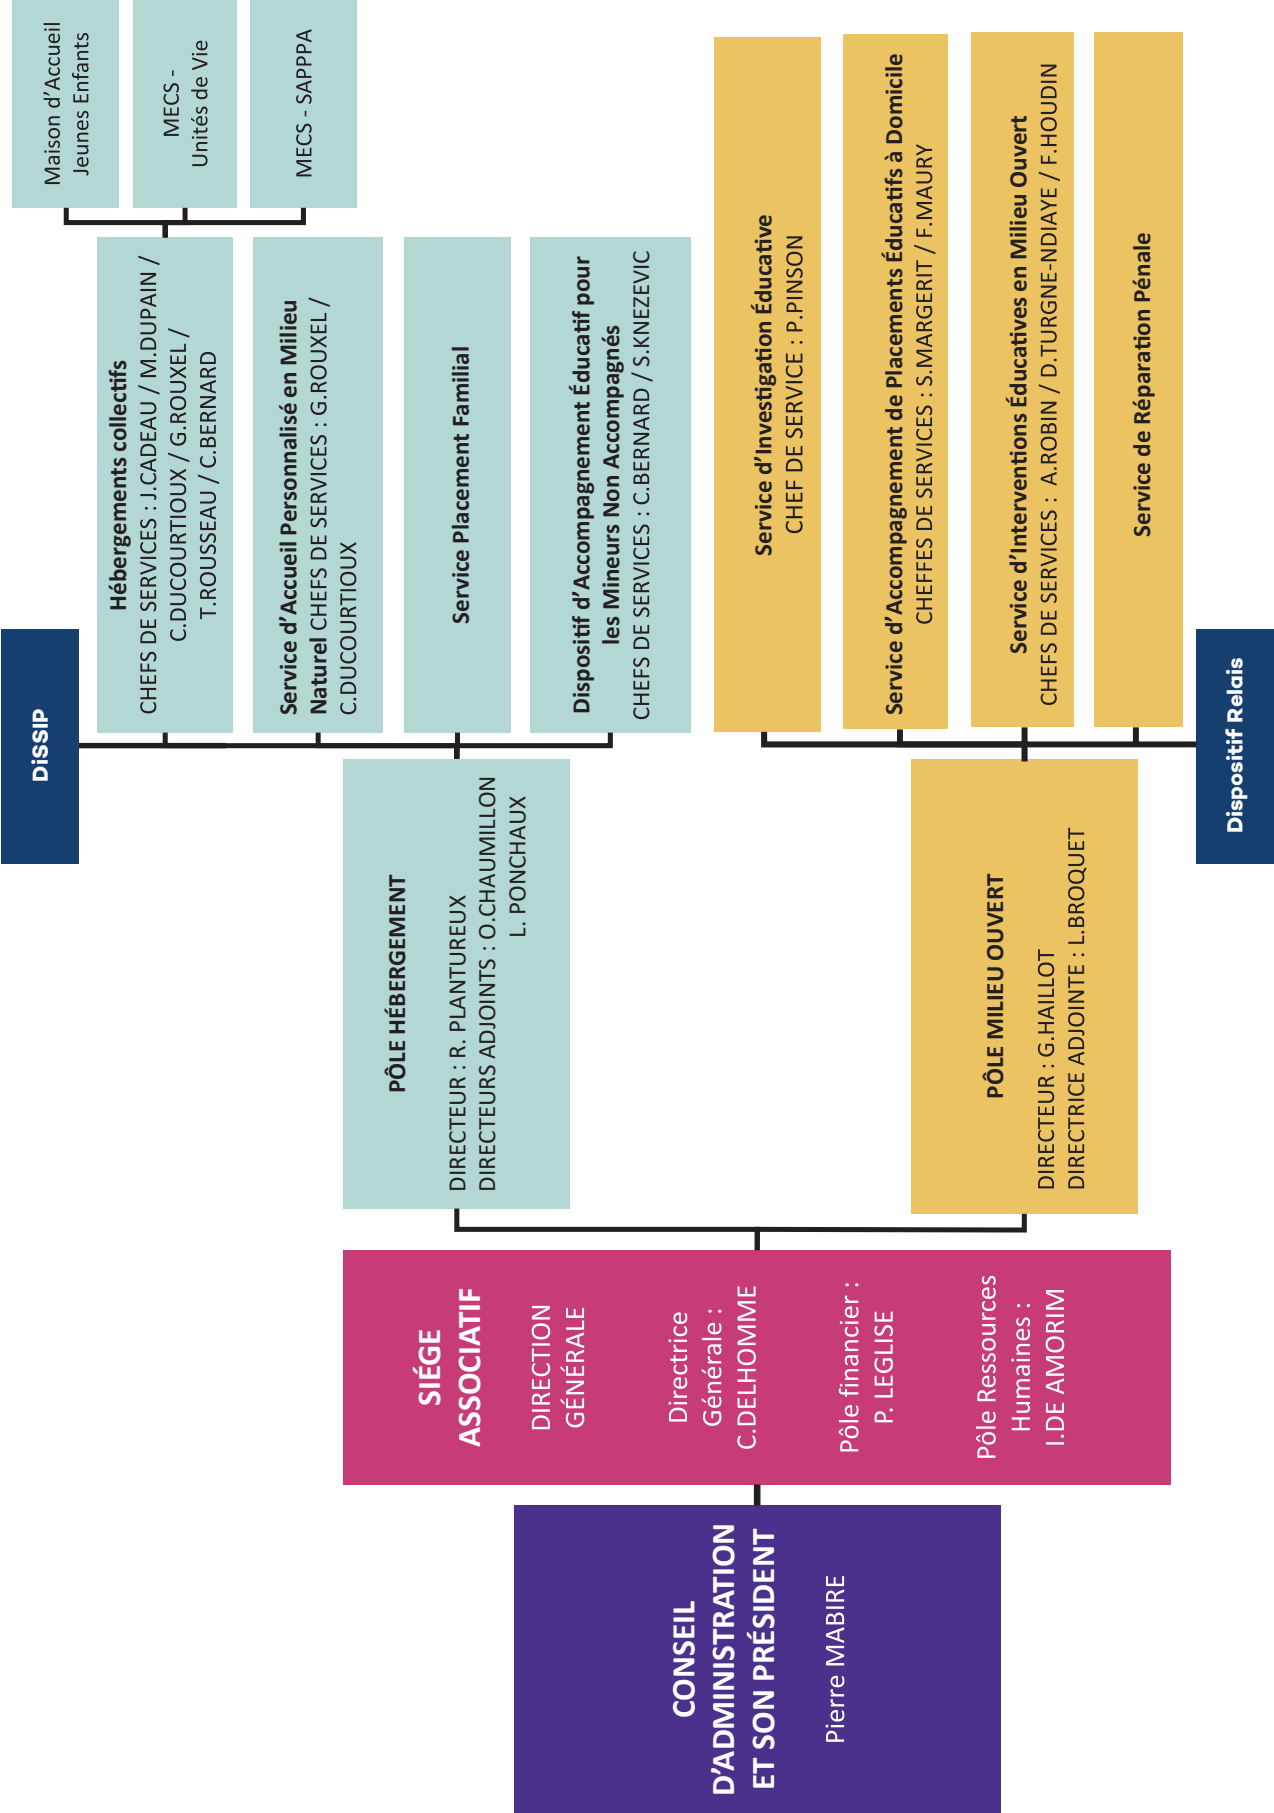 CONSEIL
D'ADMINISTRATION
ET SON PRÉSIDENT
Pierre MABIRE
SIÉGE
ASSOCIATIF
DIRECTION
GÉNÉRALE
Directrice
Générale :
C.DELHOMME
Pôle financier :
P. LEGLISE
Pôle Ressources
Humaines :
I.DE AMORIM
PÔLE HÉBERGEMENT
DIRECTEUR : R. PLANTUREUX
DIRECTEURS ADJOINTS : O.CHAUMILLON
L. PONCHAUX
DiSSIP
Hébergements collectifs
CHEFS DE SERVICES : J.CADEAU / M.DUPAIN /
C.DUCOURTIOUX / G.ROUXEL /
T.ROUSSEAU / C.BERNARD
Maison d'Accueil
Jeunes Enfants
MECS -
Unités de Vie
MECS - SAPPPA
Service d'Accueil Personnalisé en Milieu
Naturel CHEFS DE SERVICES : G.ROUXEL /
C.DUCOURTIOUX
Service Placement Familial
Dispositif d'Accompagnement Éducatif pour
les Mineurs Non Accompagnés
CHEFS DE SERVICES : C.BERNARD / S.KNEZEVIC
PÔLE MILIEU OUVERT
DIRECTEUR : G.HAILLOT
DIRECTRICE ADJOINTE : L.BROQUET
Service d'Investigation Éducative
CHEF DE SERVICE : P.PINSON
Service d'Accompagnement de Placements Éducatifs à Domicile
CHEFFES DE SERVICES : S.MARGERIT / F.MAURY
Service d'Interventions Éducatives en Milieu Ouvert
CHEFS DE SERVICES : A.ROBIN / D.TURGNE-NDIAYE / F.HOUDIN
Service de Réparation Pénale
Dispositif Relais